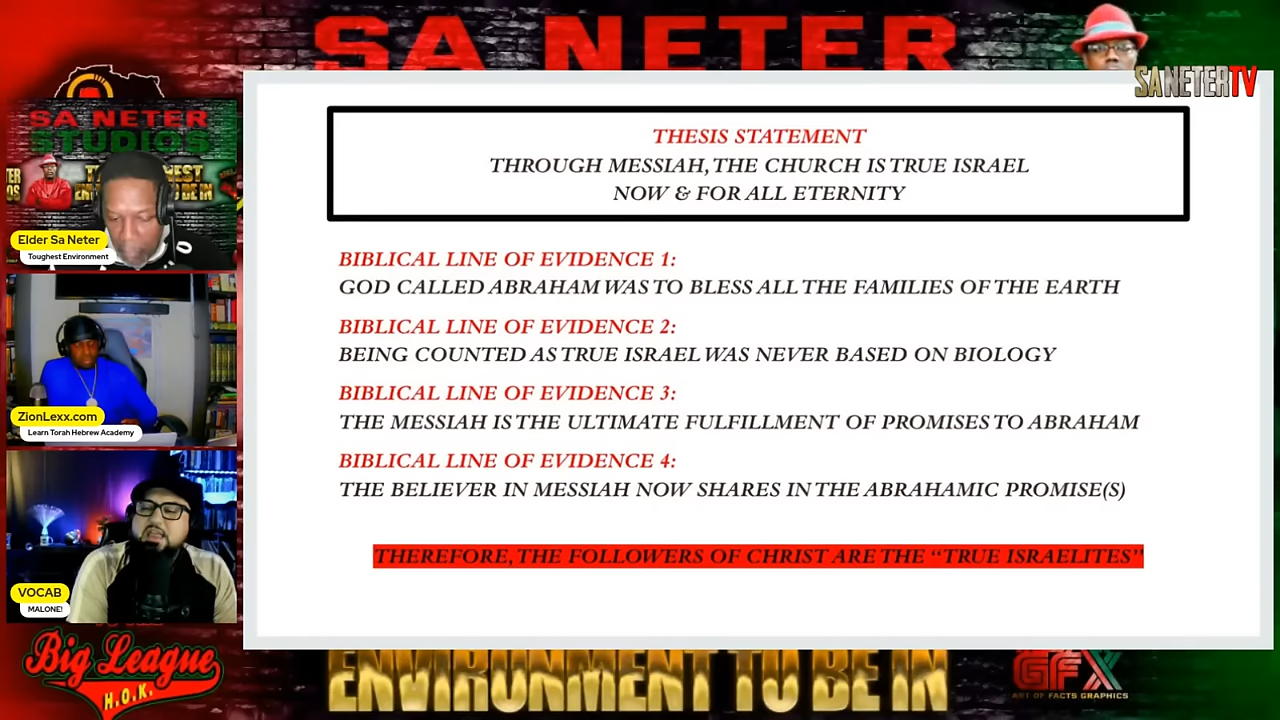 SA NETER
SANETERTV
SA NETER
STUDIOS
Elder Sa Neter
Toughest Environment
ZionLexx.com
Learn Torah Hebrew Academy
VOCAB
MALONE!
Big League
H.O.K.
THESIS STATEMENT
THROUGH MESSIAH, THE CHURCH IS TRUE ISRAEL
NOW & FOR ALL ETERNITY
BIBLICAL LINE OF EVIDENCE 1:
GOD CALLED ABRAHAM WAS TO BLESS ALL THE FAMILIES OF THE EARTH
BIBLICAL LINE OF EVIDENCE 2:
BEING COUNTED AS TRUE ISRAEL WAS NEVER BASED ON BIOLOGY
BIBLICAL LINE OF EVIDENCE 3:
THE MESSIAH IS THE ULTIMATE FULFILLMENT OF PROMISES TO ABRAHAM
BIBLICAL LINE OF EVIDENCE 4:
THE BELIEVER IN MESSIAH NOW SHARES IN THE ABRAHAMIC PROMISE(S)
THEREFORE, THE FOLLOWERS OF CHRIST ARE THE “TRUE ISRAELITES”
ENVIRONMENT TO BE IN
GFX
ART OF FACTS GRAPHICS